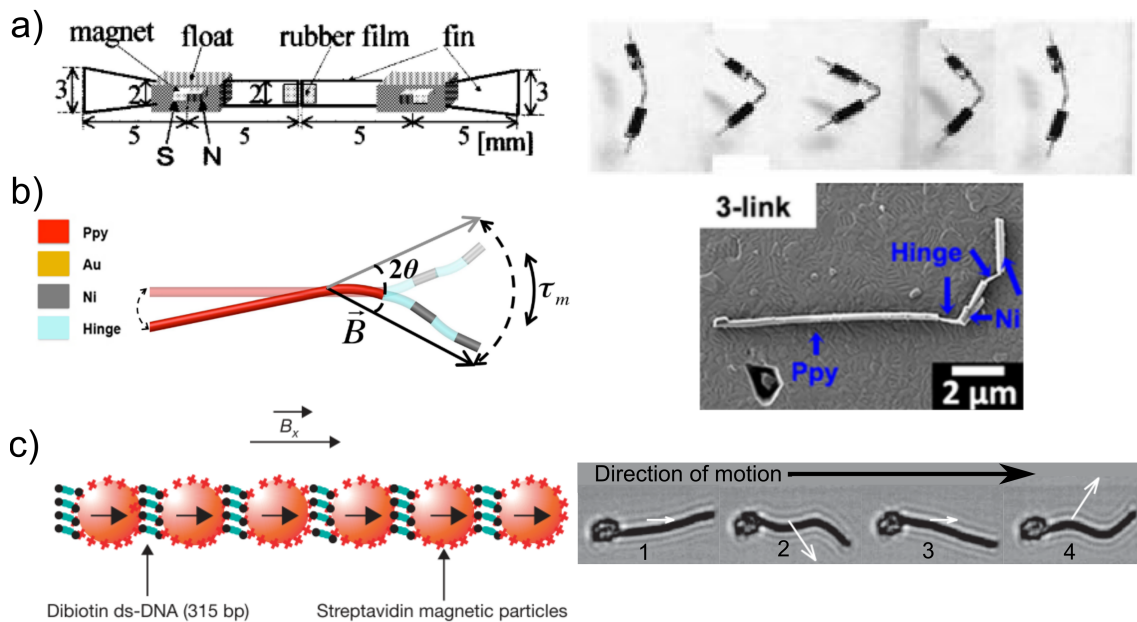 a)
magnet float rubber film fin
3 2 2 3
5 5 5 5
S N [mm]
b)
Ppy
Au
Ni
Hinge
2θ
B
τm
3-link
Hinge
Ni
Ppy
2 μm
Bx
c)
Direction of motion
1 2 3 4
Dibiotin ds-DNA (315 bp) Streptavidin magnetic particles